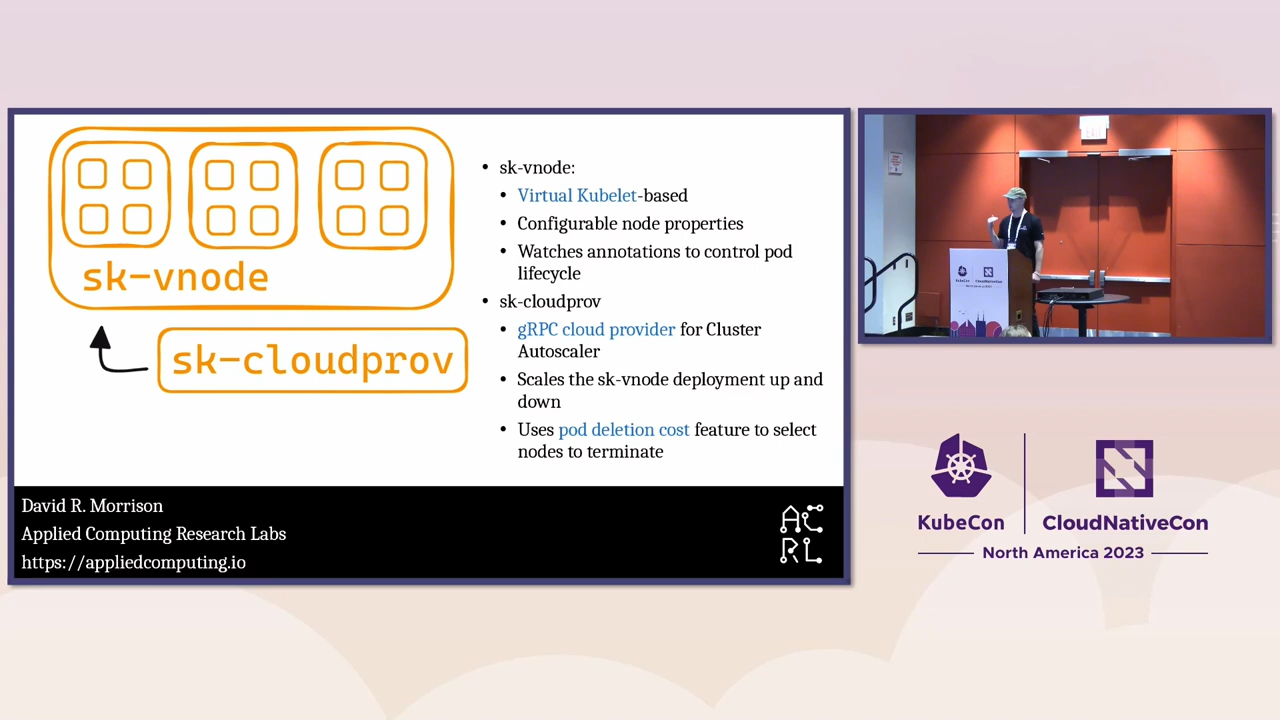 sk-vnode
sk-cloudprov
• sk-vnode:
• Virtual Kubelet-based
• Configurable node properties
• Watches annotations to control pod
lifecycle
• sk-cloudprov
• gRPC cloud provider for Cluster
Autoscaler
• Scales the sk-vnode deployment up and
down
• Uses pod deletion cost feature to select
nodes to terminate
David R. Morrison
Applied Computing Research Labs
https://appliedcomputing.io
AC
RL
KubeCon
CloudNativeCon
North America 2023